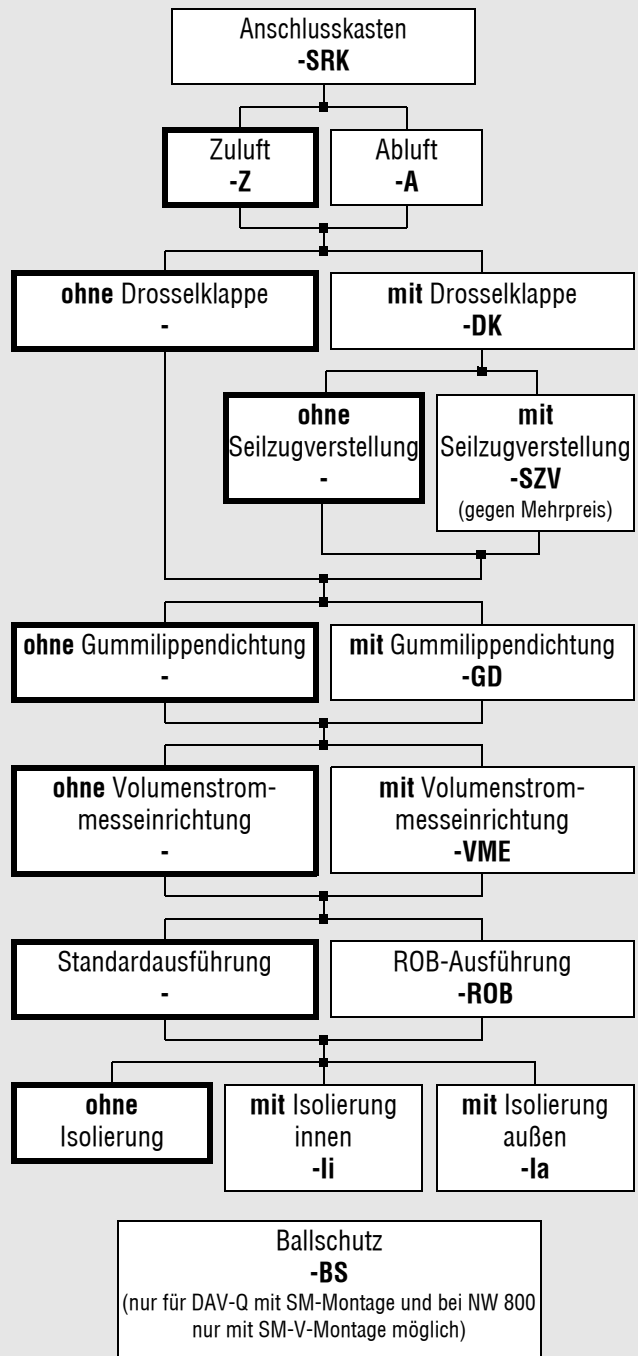 Anschlusskasten
-SRK
Zuluft
-Z
Abluft
-A
ohne Drosselklappe
-
mit Drosselklappe
-DK
ohne
Seilzugverstellung
-
mit
Seilzugverstellung
-SZV
(gegen Mehrpreis)
ohne Gummilippendichtung
-
mit Gummilippendichtung
-GD
ohne Volumenstrom-
messeinrichtung
-
mit Volumenstrom-
messeinrichtung
-VME
Standardausführung
-
ROB-Ausführung
-ROB
ohne
Isolierung
mit Isolierung
innen
-Ii
mit Isolierung
außen
-Ia
Ballschutz
-BS
(nur für DAV-Q mit SM-Montage und bei NW 800
nur mit SM-V-Montage möglich)